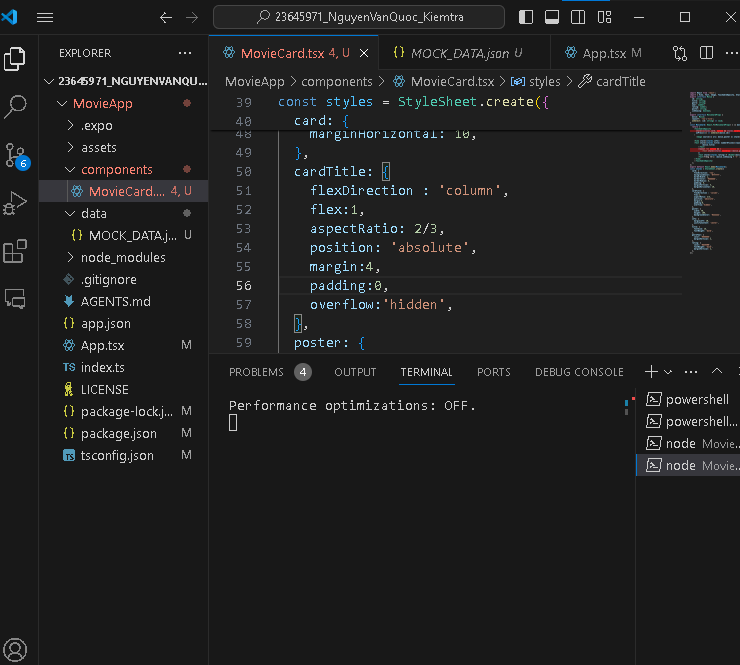 23645971_NguyenVanQuoc_Kiemtra
EXPLORER
23645971_NGUYENVANQU...
MovieApp
.expo
assets
components
MovieCard.... 4, U
data
MOCK_DATA.j... U
node_modules
.gitignore
AGENTS.md
app.json
App.tsx M
index.ts
LICENSE
package-lock.j... M
package.json M
tsconfig.json M
6
MovieCard.tsx 4, U
MOCK_DATA.json U
App.tsx M
MovieApp > components > MovieCard.tsx > styles > cardTitle
39 const styles = StyleSheet.create({
40 card: {
48 marginHorizontal: 10,
49 },
50 cardTitle: {
51 flexDirection : 'column',
52 flex:1,
53 aspectRatio: 2/3,
54 position: 'absolute',
55 margin:4,
56 padding:0,
57 overflow:'hidden',
58 },
59 poster: {
PROBLEMS 4 OUTPUT TERMINAL PORTS DEBUG CONSOLE
Performance optimizations: OFF.
powershell
powershell...
node Movie...
node Movie...